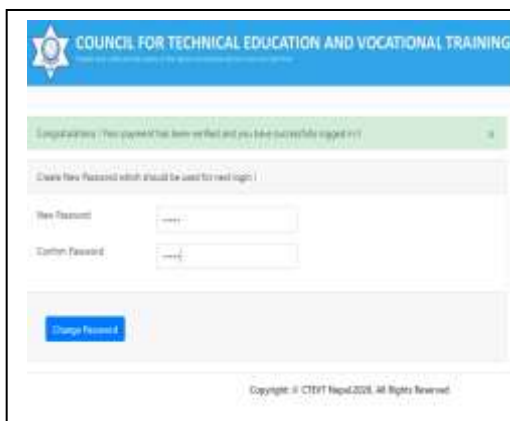 COUNCIL FOR TECHNICAL EDUCATION AND VOCATIONAL TRAINING
Congratulations ! Your payment has been verified and you have successfully logged in !
x
Create New Password which should be used for next login !
New Password
Confirm Password
Change Password
Copyright © CTEVT Nepal,2020, All Rights Reserved